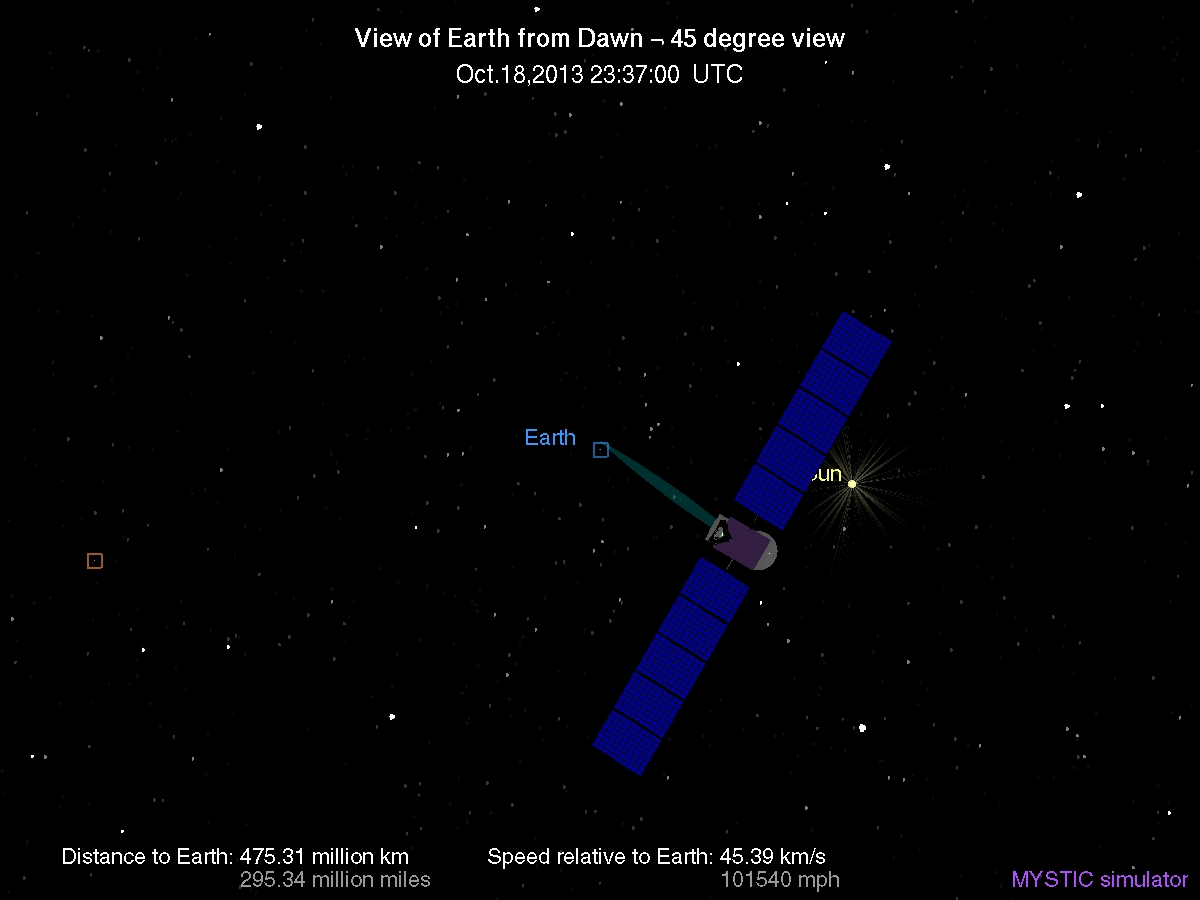 View of Earth from Dawn – 45 degree view
Oct.18,2013 23:37:00 UTC
Earth
Distance to Earth: 475.31 million km
295.34 million miles
Speed relative to Earth: 45.39 km/s
101540 mph
MYSTIC simulator